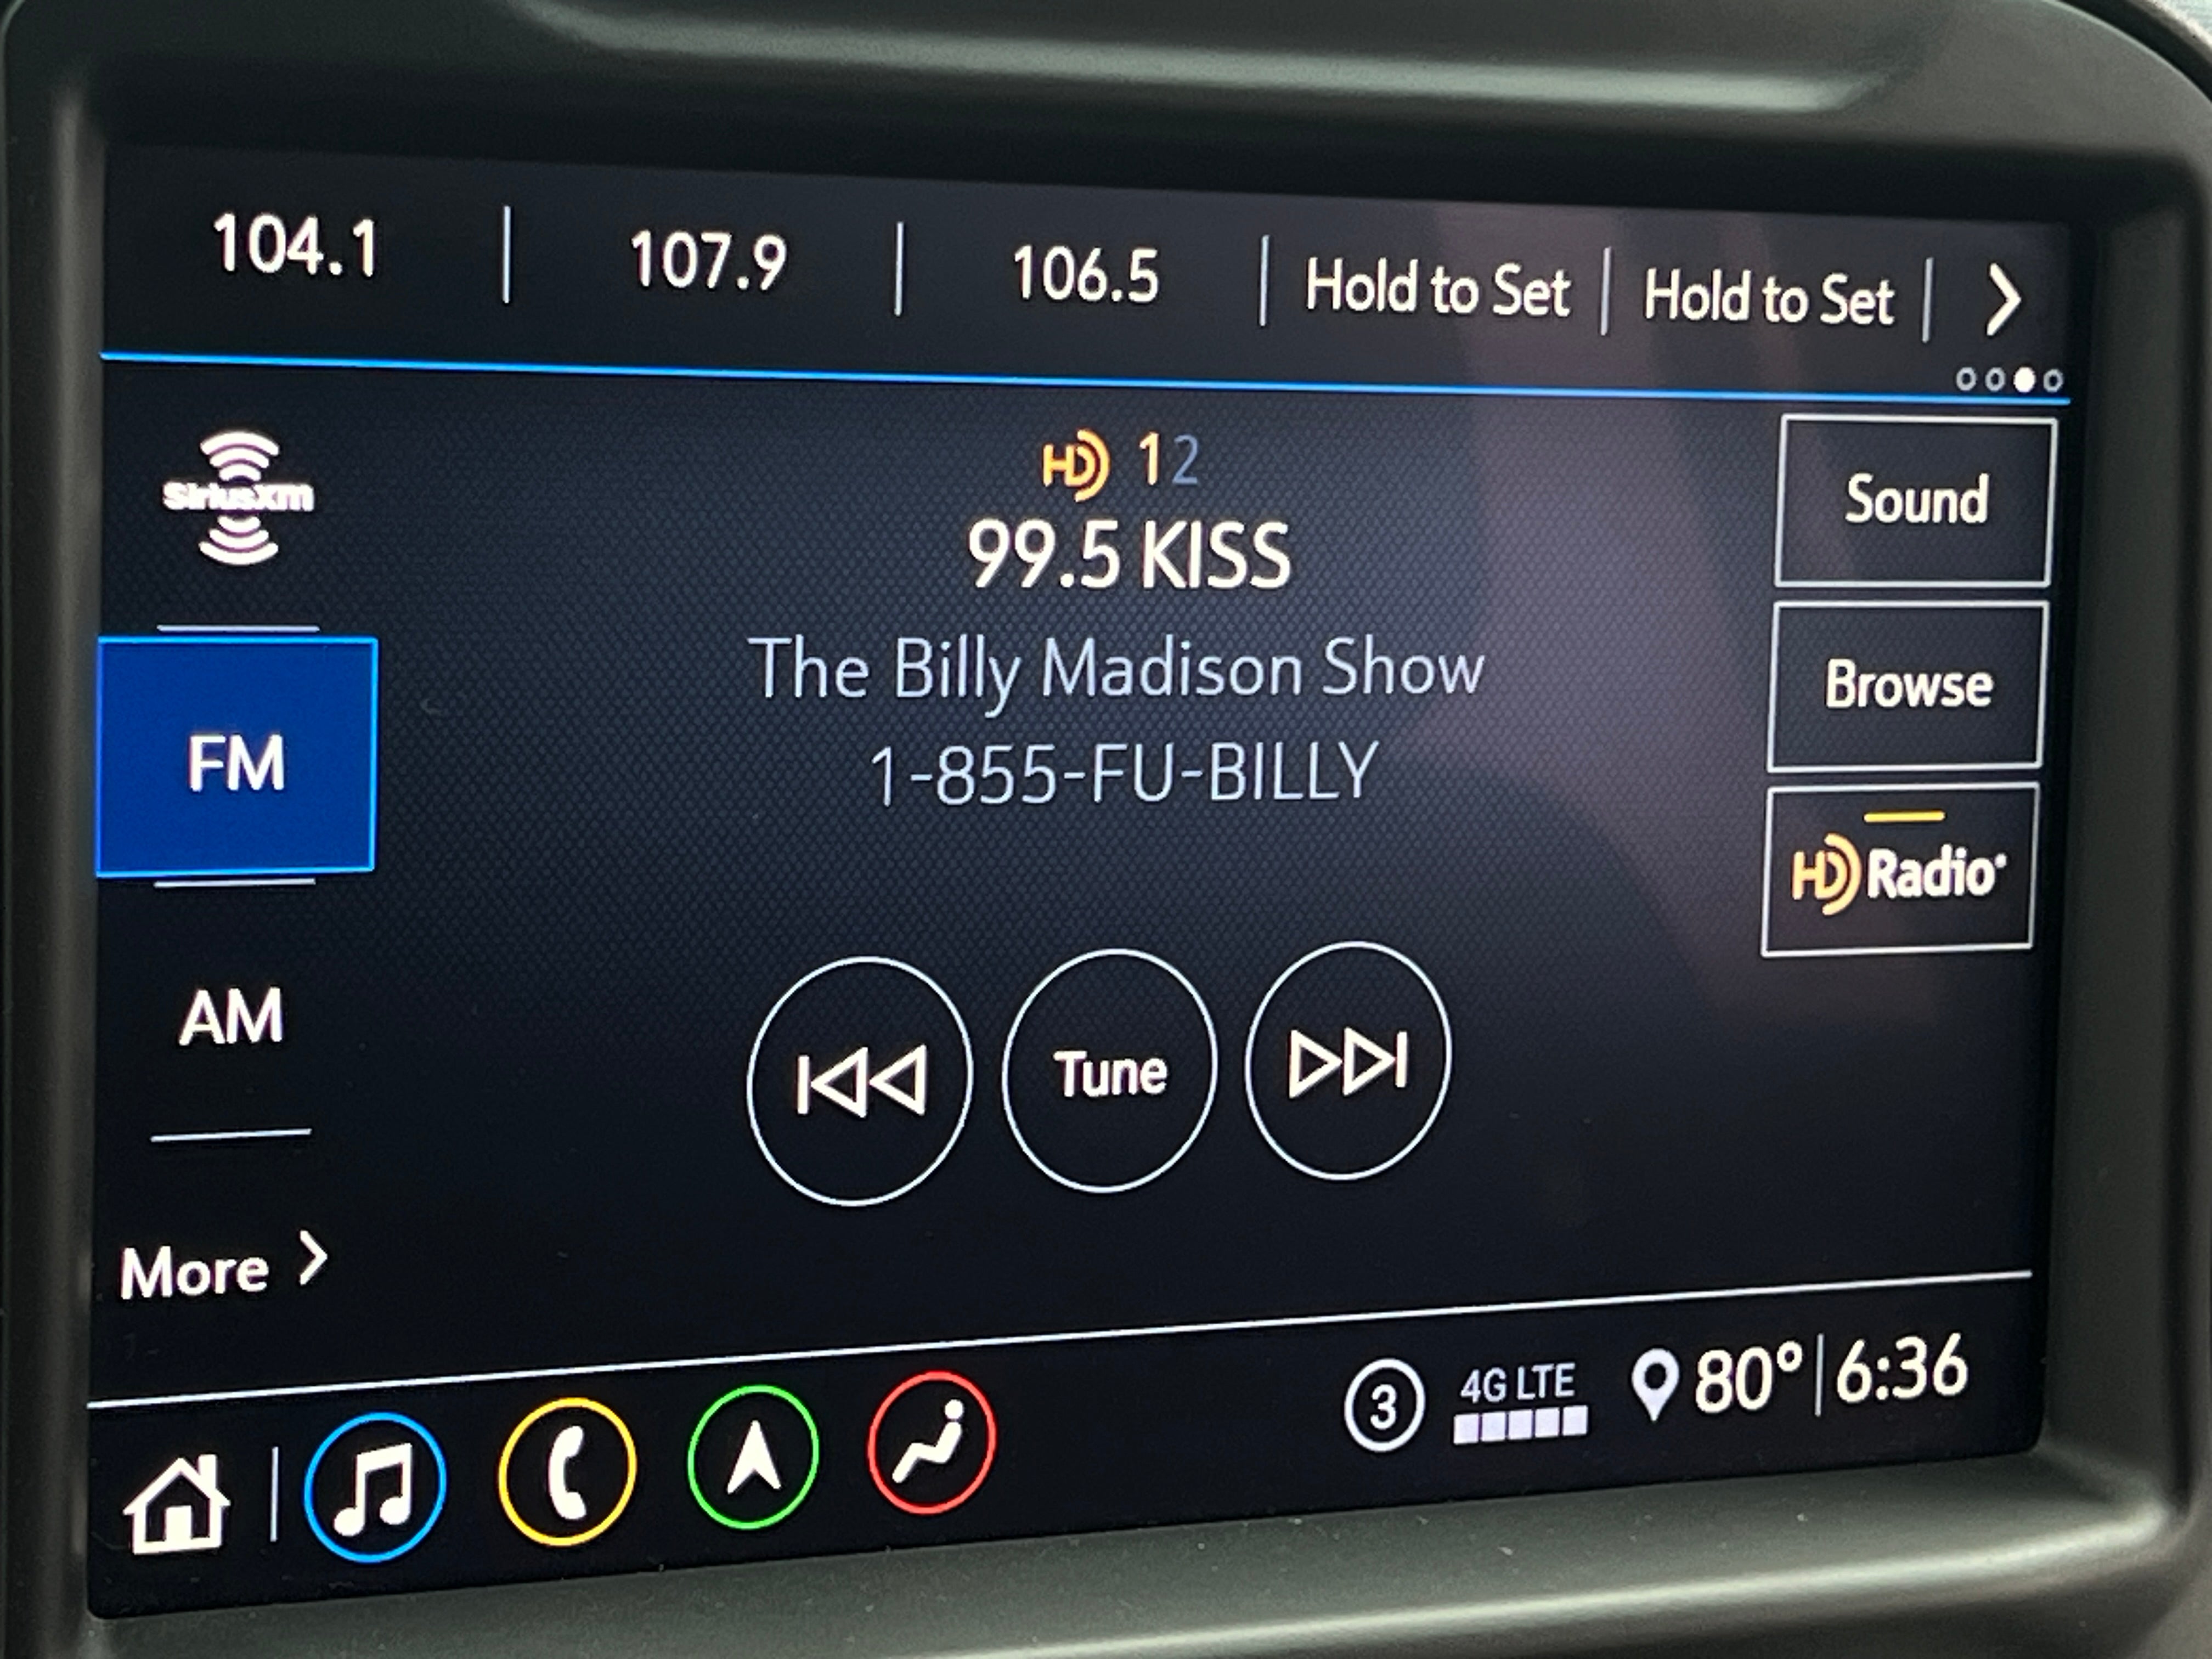 104.1 | 107.9 | 106.5 | Hold to Set | Hold to Set |
SiriusXM
HD 1 2
99.5 KISS
The Billy Madison Show
1-855-FU-BILLY
Sound
Browse
HD Radio
FM
AM
Tune
More
3 4G LTE 80° | 6:36